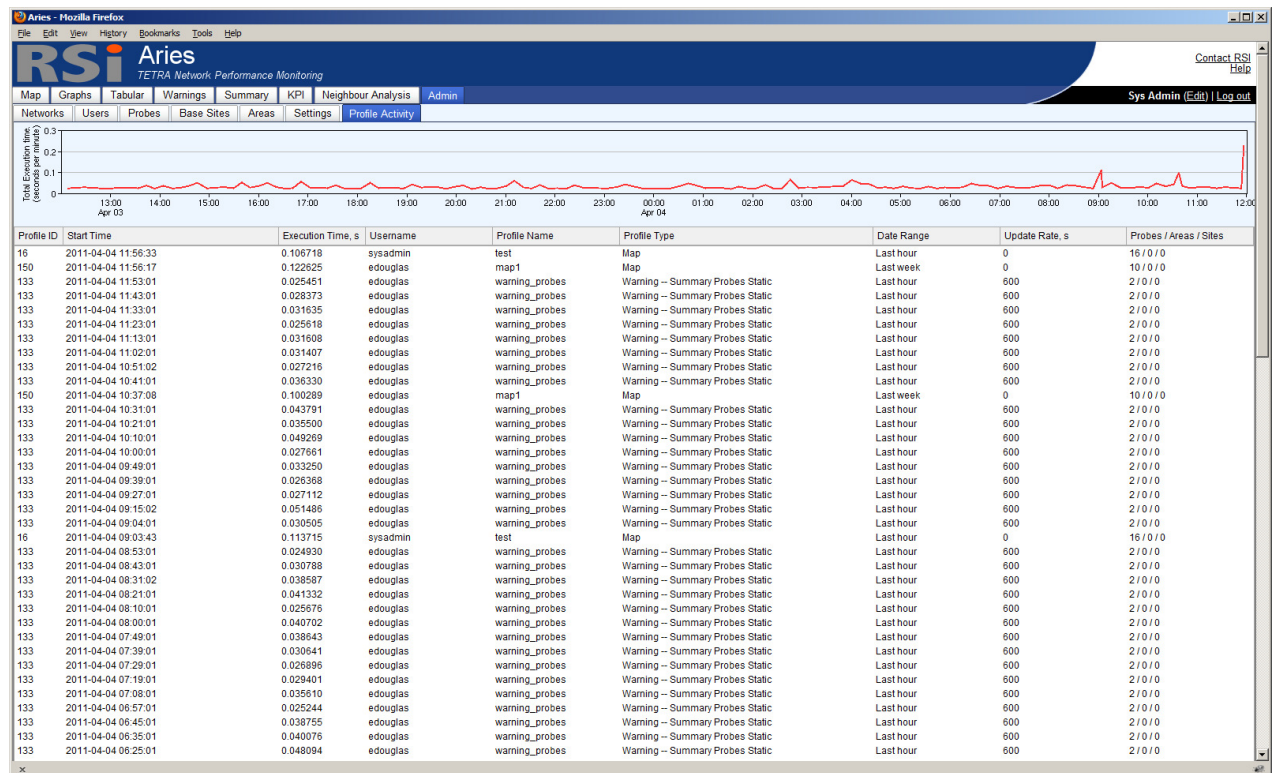 Aries - Mozilla Firefox
File Edit View History Bookmarks Tools Help
RSi Aries
TETRA Network Performance Monitoring
Contact RSI
Help
Map Graphs Tabular Warnings Summary KPI Neighbour Analysis Admin
Sys Admin (Edit) | Log out
Networks Users Probes Base Sites Areas Settings Profile Activity
Total Execution time.
(seconds per minute)
0.3
0.2
0.1
0
13:00 14:00 15:00 16:00 17:00 18:00 19:00 20:00 21:00 22:00 23:00 00:00 01:00 02:00 03:00 04:00 05:00 06:00 07:00 08:00 09:00 10:00 11:00 12:00
Apr 03 Apr 04
Profile ID Start Time Execution Time, s Username Profile Name Profile Type Date Range Update Rate, s Probes / Areas / Sites
16 2011-04-04 11:56:33 0.106718 sysadmin test Map Last hour 0 16 / 0 / 0
150 2011-04-04 11:56:17 0.122625 edouglas map1 Map Last week 0 10 / 0 / 0
133 2011-04-04 11:53:01 0.025451 edouglas warning_probes Warning -- Summary Probes Static Last hour 600 2 / 0 / 0
133 2011-04-04 11:43:01 0.028373 edouglas warning_probes Warning -- Summary Probes Static Last hour 600 2 / 0 / 0
133 2011-04-04 11:33:01 0.031635 edouglas warning_probes Warning -- Summary Probes Static Last hour 600 2 / 0 / 0
133 2011-04-04 11:23:01 0.025618 edouglas warning_probes Warning -- Summary Probes Static Last hour 600 2 / 0 / 0
133 2011-04-04 11:13:01 0.031608 edouglas warning_probes Warning -- Summary Probes Static Last hour 600 2 / 0 / 0
133 2011-04-04 11:02:01 0.031407 edouglas warning_probes Warning -- Summary Probes Static Last hour 600 2 / 0 / 0
133 2011-04-04 10:51:02 0.027216 edouglas warning_probes Warning -- Summary Probes Static Last hour 600 2 / 0 / 0
133 2011-04-04 10:41:01 0.036330 edouglas warning_probes Warning -- Summary Probes Static Last hour 600 2 / 0 / 0
150 2011-04-04 10:37:08 0.100289 edouglas map1 Map Last week 0 10 / 0 / 0
133 2011-04-04 10:31:01 0.043791 edouglas warning_probes Warning -- Summary Probes Static Last hour 600 2 / 0 / 0
133 2011-04-04 10:21:01 0.035500 edouglas warning_probes Warning -- Summary Probes Static Last hour 600 2 / 0 / 0
133 2011-04-04 10:10:01 0.049269 edouglas warning_probes Warning -- Summary Probes Static Last hour 600 2 / 0 / 0
133 2011-04-04 10:00:01 0.027661 edouglas warning_probes Warning -- Summary Probes Static Last hour 600 2 / 0 / 0
133 2011-04-04 09:49:01 0.033250 edouglas warning_probes Warning -- Summary Probes Static Last hour 600 2 / 0 / 0
133 2011-04-04 09:39:01 0.026368 edouglas warning_probes Warning -- Summary Probes Static Last hour 600 2 / 0 / 0
133 2011-04-04 09:27:01 0.027112 edouglas warning_probes Warning -- Summary Probes Static Last hour 600 2 / 0 / 0
133 2011-04-04 09:15:02 0.051486 edouglas warning_probes Warning -- Summary Probes Static Last hour 600 2 / 0 / 0
133 2011-04-04 09:04:01 0.030505 edouglas warning_probes Warning -- Summary Probes Static Last hour 600 2 / 0 / 0
16 2011-04-04 09:03:43 0.113715 sysadmin test Map Last hour 0 16 / 0 / 0
133 2011-04-04 08:53:01 0.024930 edouglas warning_probes Warning -- Summary Probes Static Last hour 600 2 / 0 / 0
133 2011-04-04 08:43:01 0.030788 edouglas warning_probes Warning -- Summary Probes Static Last hour 600 2 / 0 / 0
133 2011-04-04 08:31:02 0.038587 edouglas warning_probes Warning -- Summary Probes Static Last hour 600 2 / 0 / 0
133 2011-04-04 08:21:01 0.041332 edouglas warning_probes Warning -- Summary Probes Static Last hour 600 2 / 0 / 0
133 2011-04-04 08:10:01 0.025676 edouglas warning_probes Warning -- Summary Probes Static Last hour 600 2 / 0 / 0
133 2011-04-04 08:00:01 0.040702 edouglas warning_probes Warning -- Summary Probes Static Last hour 600 2 / 0 / 0
133 2011-04-04 07:49:01 0.038643 edouglas warning_probes Warning -- Summary Probes Static Last hour 600 2 / 0 / 0
133 2011-04-04 07:39:01 0.030641 edouglas warning_probes Warning -- Summary Probes Static Last hour 600 2 / 0 / 0
133 2011-04-04 07:29:01 0.026896 edouglas warning_probes Warning -- Summary Probes Static Last hour 600 2 / 0 / 0
133 2011-04-04 07:19:01 0.029401 edouglas warning_probes Warning -- Summary Probes Static Last hour 600 2 / 0 / 0
133 2011-04-04 07:08:01 0.035610 edouglas warning_probes Warning -- Summary Probes Static Last hour 600 2 / 0 / 0
133 2011-04-04 06:57:01 0.025244 edouglas warning_probes Warning -- Summary Probes Static Last hour 600 2 / 0 / 0
133 2011-04-04 06:45:01 0.038755 edouglas warning_probes Warning -- Summary Probes Static Last hour 600 2 / 0 / 0
133 2011-04-04 06:35:01 0.040076 edouglas warning_probes Warning -- Summary Probes Static Last hour 600 2 / 0 / 0
133 2011-04-04 06:25:01 0.048094 edouglas warning_probes Warning -- Summary Probes Static Last hour 600 2 / 0 / 0